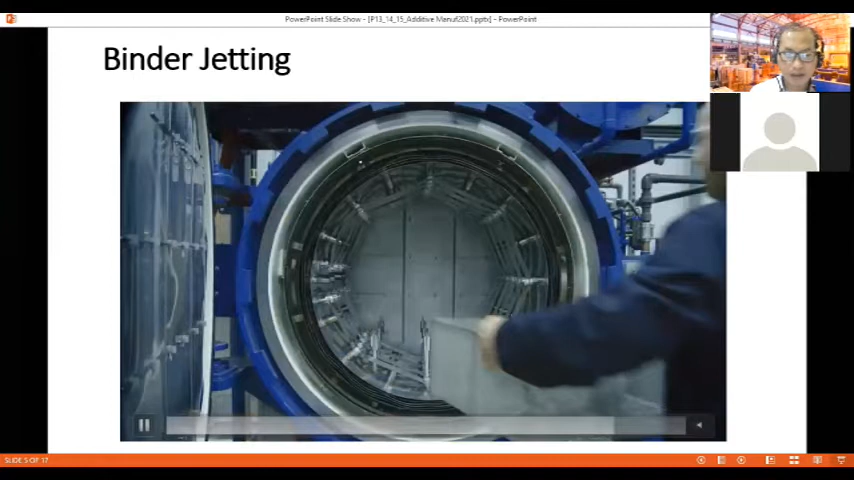 PowerPoint Slide Show - [P13_14_15_Additive Manuf2021.pptx] - PowerPoint
Binder Jetting
SLIDE 5 OF 17